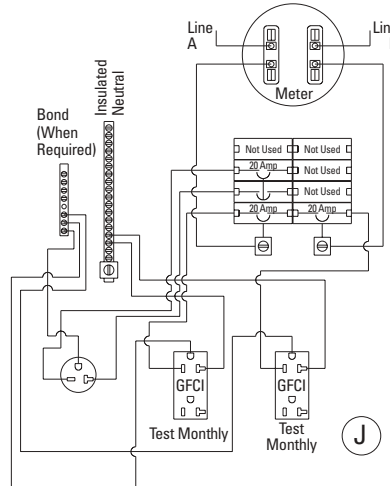 Line
A
Line
Meter
Insulated
Neutral
Bond
(When
Required)
Not Used
Not Used
20 Amp
Not Used
Not Used
20 Amp
20 Amp
GFCI
GFCI
Test Monthly
Test
Monthly
J